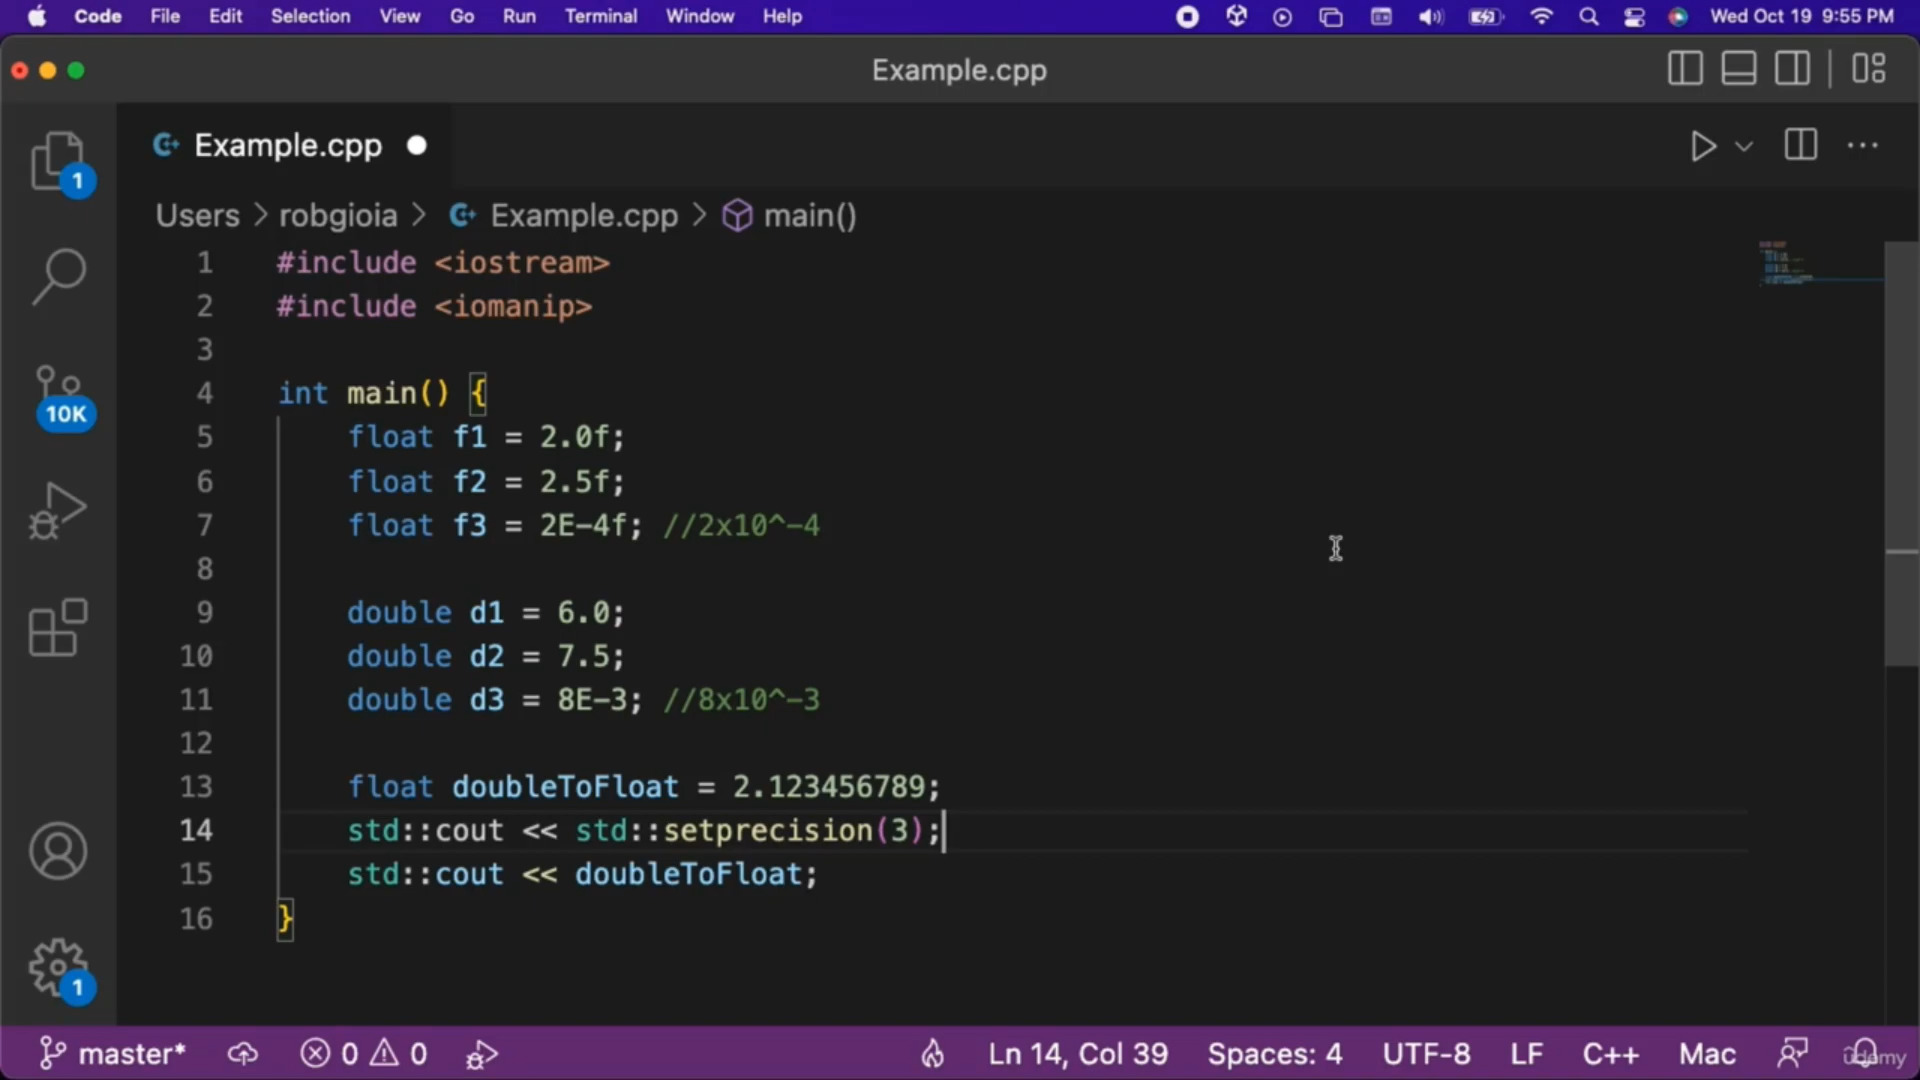 Code File Edit Selection View Go Run Terminal Window Help Wed Oct 19 9:55 PM
Example.cpp
Example.cpp
1
Users > robgioia > Example.cpp > main()
1 #include <iostream>
2 #include <iomanip>
3
4 int main() {
10K
5 float f1 = 2.0f;
6 float f2 = 2.5f;
7 float f3 = 2E-4f; //2x10^-4
8
9 double d1 = 6.0;
10 double d2 = 7.5;
11 double d3 = 8E-3; //8x10^-3
12
13 float doubleToFloat = 2.123456789;
14 std::cout << std::setprecision(3);
15 std::cout << doubleToFloat;
16 }
1
master* 0 0 Ln 14, Col 39 Spaces: 4 UTF-8 LF C++ Mac
udemy